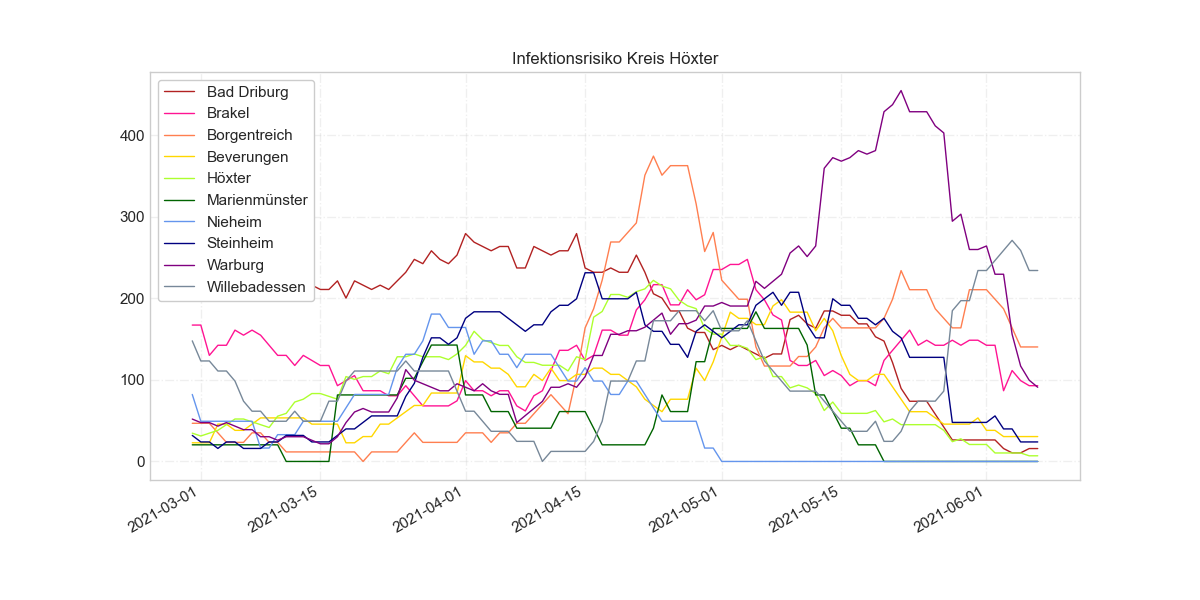 Infektionsrisiko Kreis Höxter
Bad Driburg
Brakel
Borgentreich
Beverungen
Höxter
Marienmünster
Nieheim
Steinheim
Warburg
Willebadessen
400
300
200
100
0
2021-03-01
2021-03-15
2021-04-01
2021-04-15
2021-05-01
2021-05-15
2021-06-01